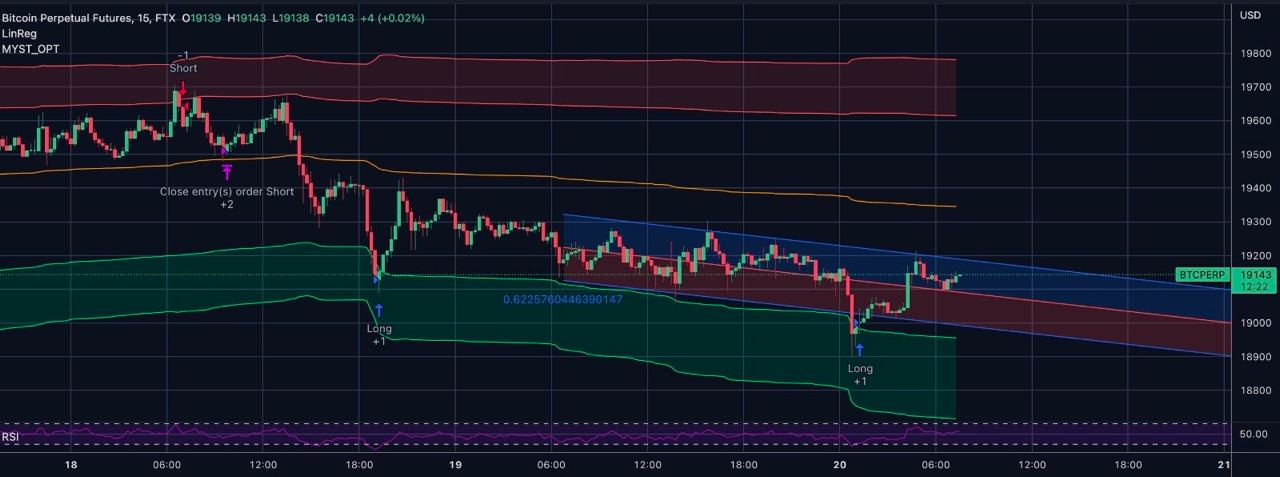 Bitcoin Perpetual Futures, 15, FTX O19139 H19143 L19138 C19143 +4 (+0.02%)
LinReg
MYST_OPT
USD
-1
Short
19800
19700
19600
19500
Close entry(s) order Short
+2
19400
19300
19200
BTCPERP 19143
12:22
0.6225760446390147
Long
+1
19000
18900
Long
+1
18800
RSI
50.00
18 06:00 12:00 18:00 19 06:00 12:00 18:00 20 06:00 12:00 18:00 21